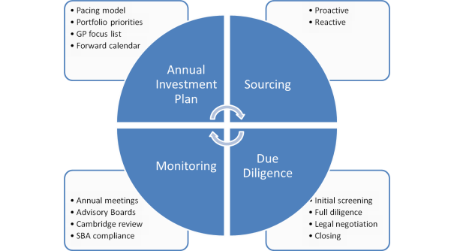 • Pacing model
• Portfolio priorities
• GP focus list
• Forward calendar
• Proactive
• Reactive
Annual
Investment
Plan
Sourcing
Monitoring
Due
Diligence
• Annual meetings
• Advisory Boards
• Cambridge review
• SBA compliance
• Initial screening
• Full diligence
• Legal negotiation
• Closing